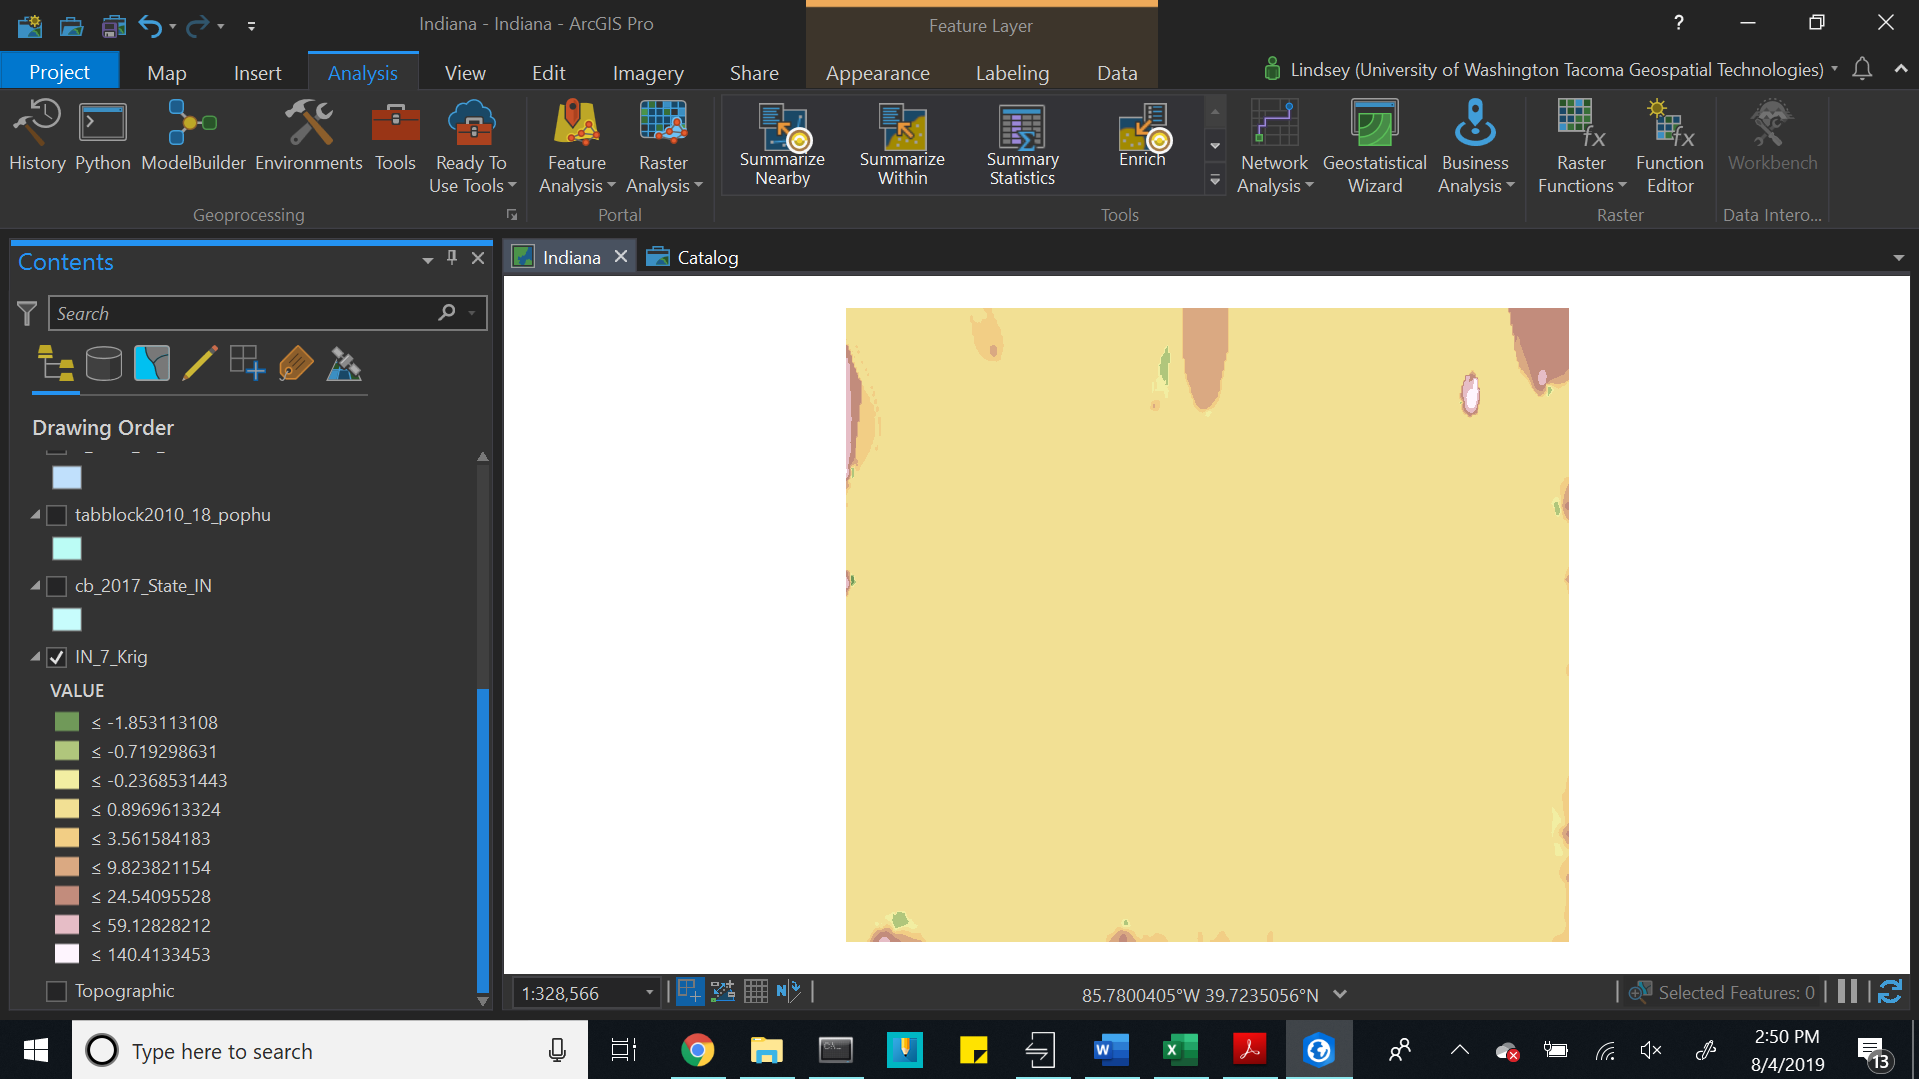 Indiana - Indiana - ArcGIS Pro
Feature Layer
?
Project
Map
Insert
Analysis
View
Edit
Imagery
Share
Appearance
Labeling
Data
Lindsey (University of Washington Tacoma Geospatial Technologies)
History
Python
ModelBuilder
Environments
Tools
Ready To
Use Tools
Feature
Analysis
Raster
Analysis
Summarize
Nearby
Summarize
Within
Summary
Statistics
Enrich
Network
Analysis
Geostatistical
Wizard
Business
Analysis
Raster
Functions
Function
Editor
Workbench
Geoprocessing
Portal
Tools
Raster
Data Intero...
Contents
Indiana
Catalog
Search
Drawing Order
tabblock2010_18_pophu
cb_2017_State_IN
IN_7_Krig
VALUE
≤ -1.853113108
≤ -0.719298631
≤ -0.2368531443
≤ 0.8969613324
≤ 3.561584183
≤ 9.823821154
≤ 24.54095528
≤ 59.12828212
≤ 140.4133453
Topographic
1:328,566
85.7800405°W 39.7235056°N
Selected Features: 0
Type here to search
2:50 PM
8/4/2019
13